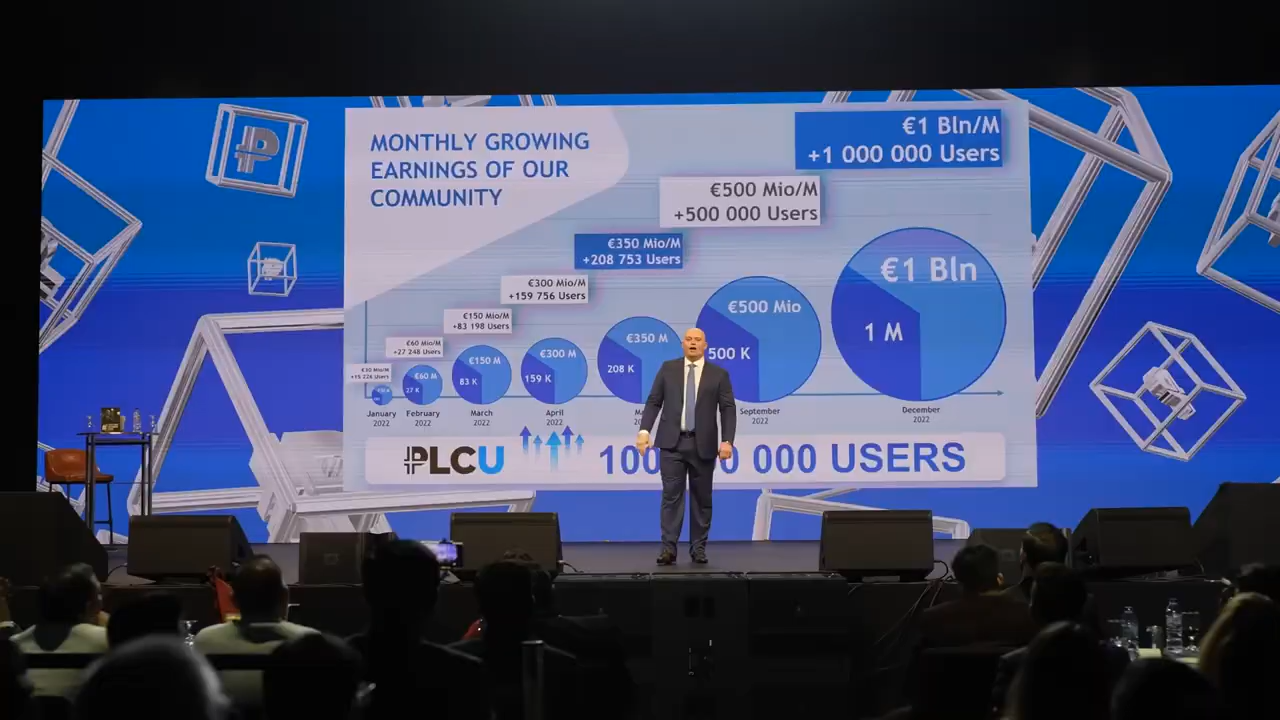 MONTHLY GROWING
EARNINGS OF OUR
COMMUNITY
€1 Bln/M
+1 000 000 Users
€500 Mio/M
+500 000 Users
€350 Mio/M
+208 753 Users
€300 Mio/M
+159 756 Users
€150 Mio/M
+83 198 Users
€60 Mio/M
+27 248 Users
€1 Bln
1 M
€500 Mio
500 K
€350 M
208 K
€300 M
159 K
€150 M
83 K
€60 M
27 K
January
2022
February
2022
March
2022
April
2022
September
2022
December
2022
PLCU
000 USERS